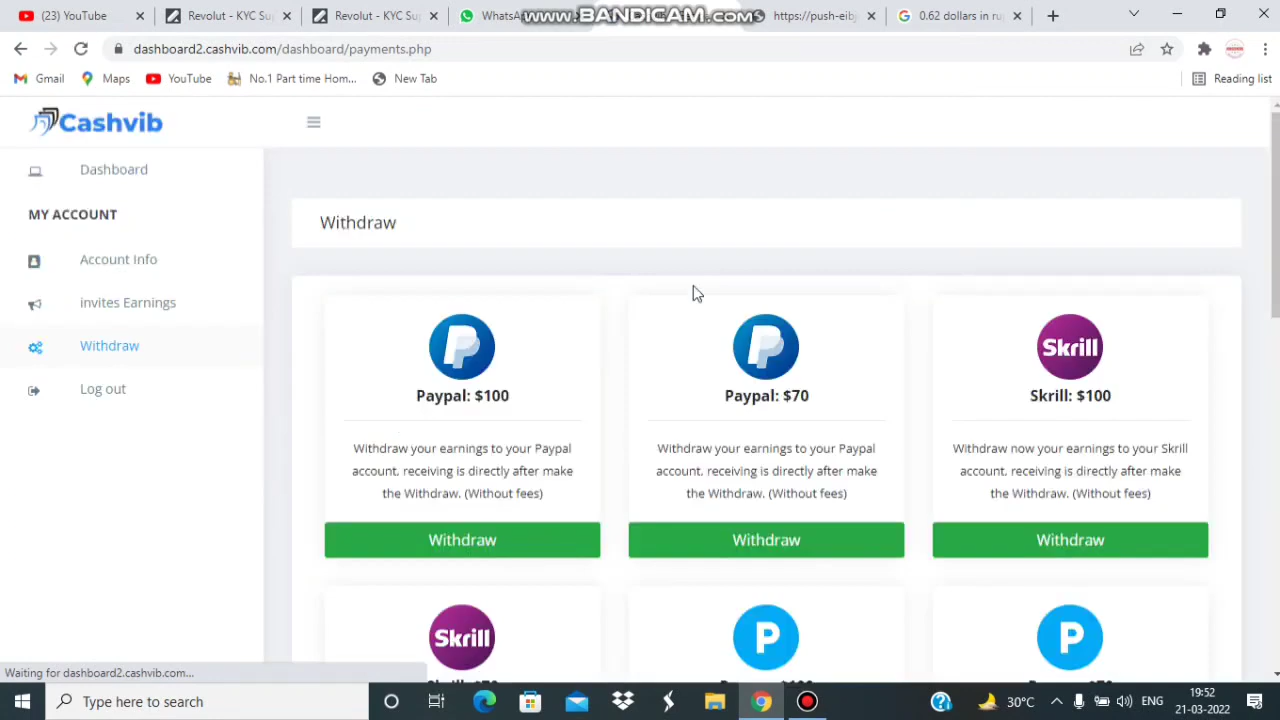 (23) YouTube
Revolut - KYC Su
Revolut - KYC Su
WhatsA
www.BANDICAM.com
https://push-eibj
0.62 dollars in ru
dashboard2.cashvib.com/dashboard/payments.php
Gmail
Maps
YouTube
No.1 Part time Hom...
New Tab
Reading list
Cashvib
Dashboard
MY ACCOUNT
Account Info
invites Earnings
Withdraw
Log out
Withdraw
Paypal: $100
Withdraw your earnings to your Paypal
account, receiving is directly after make
the Withdraw. (Without fees)
Withdraw
Paypal: $70
Withdraw your earnings to your Paypal
account, receiving is directly after make
the Withdraw. (Without fees)
Withdraw
Skrill
Skrill: $100
Withdraw now your earnings to your Skrill
account, receiving is directly after make
the Withdraw. (Without fees)
Withdraw
Skrill
Waiting for dashboard2.cashvib.com...
Type here to search
30°C
ENG
19:52
21-03-2022